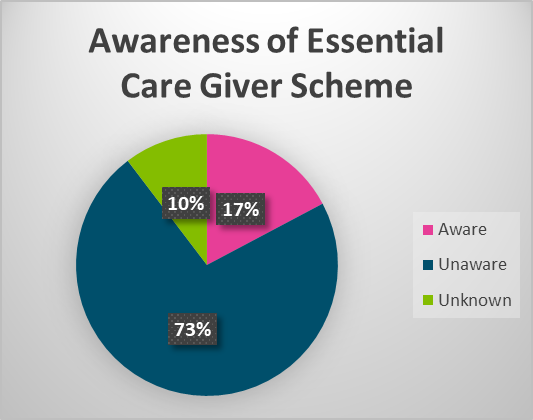 Awareness of Essential
Care Giver Scheme
10%
17%
73%
Aware
Unaware
Unknown